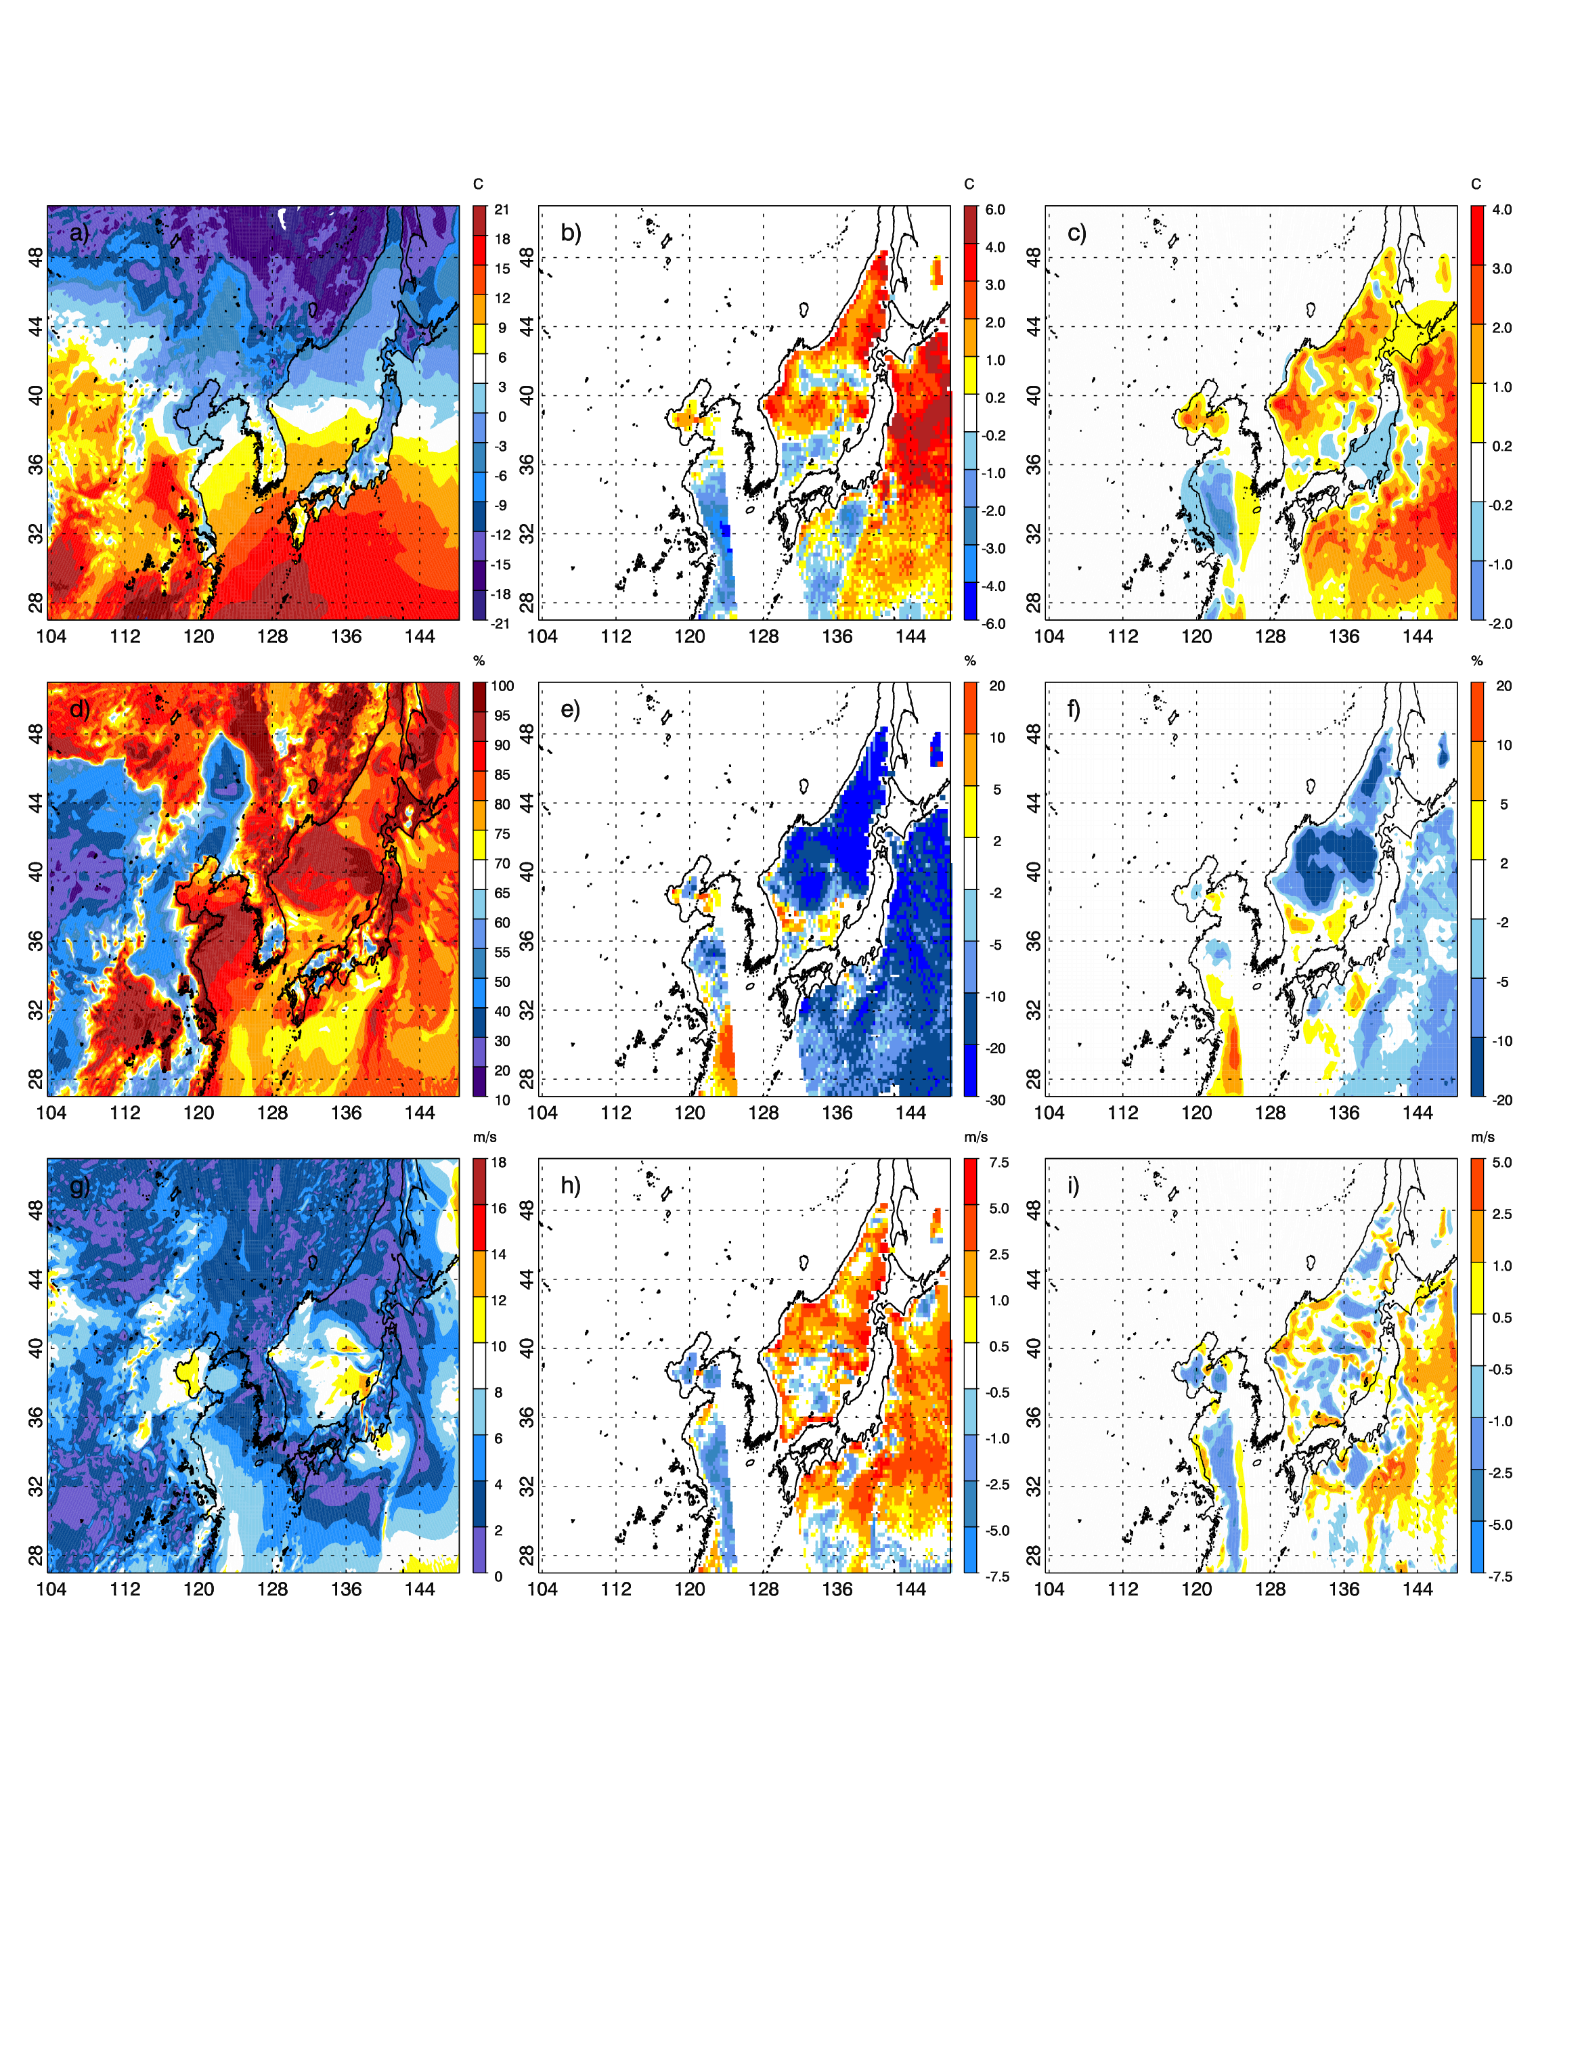 C C C
a) 21 18 15 12 9 6 3 0 -3 -6 -9 -12 -15 -18 -21
48 44 40 36 32 28
104 112 120 128 136 144
b) 6.0 4.0 3.0 2.0 1.0 0.2 -0.2 -1.0 -2.0 -3.0 -4.0 -6.0
48 44 40 36 32 28
104 112 120 128 136 144
c) 4.0 3.0 2.0 1.0 0.2 -0.2 -1.0 -2.0
48 44 40 36 32 28
104 112 120 128 136 144
% % %
d) 100 95 90 85 80 75 70 65 60 55 50 40 30 20 10
48 44 40 36 32 28
104 112 120 128 136 144
e) 20 10 5 2 -2 -5 -10 -20 -30
48 44 40 36 32 28
104 112 120 128 136 144
f) 20 10 5 2 -2 -5 -10 -20
48 44 40 36 32 28
104 112 120 128 136 144
m/s m/s m/s
g) 18 16 14 12 10 8 6 4 2 0
48 44 40 36 32 28
104 112 120 128 136 144
h) 7.5 5.0 2.5 1.0 0.5 -0.5 -1.0 -2.5 -5.0 -7.5
48 44 40 36 32 28
104 112 120 128 136 144
i) 5.0 2.5 1.0 0.5 -0.5 -1.0 -2.5 -5.0 -7.5
48 44 40 36 32 28
104 112 120 128 136 144